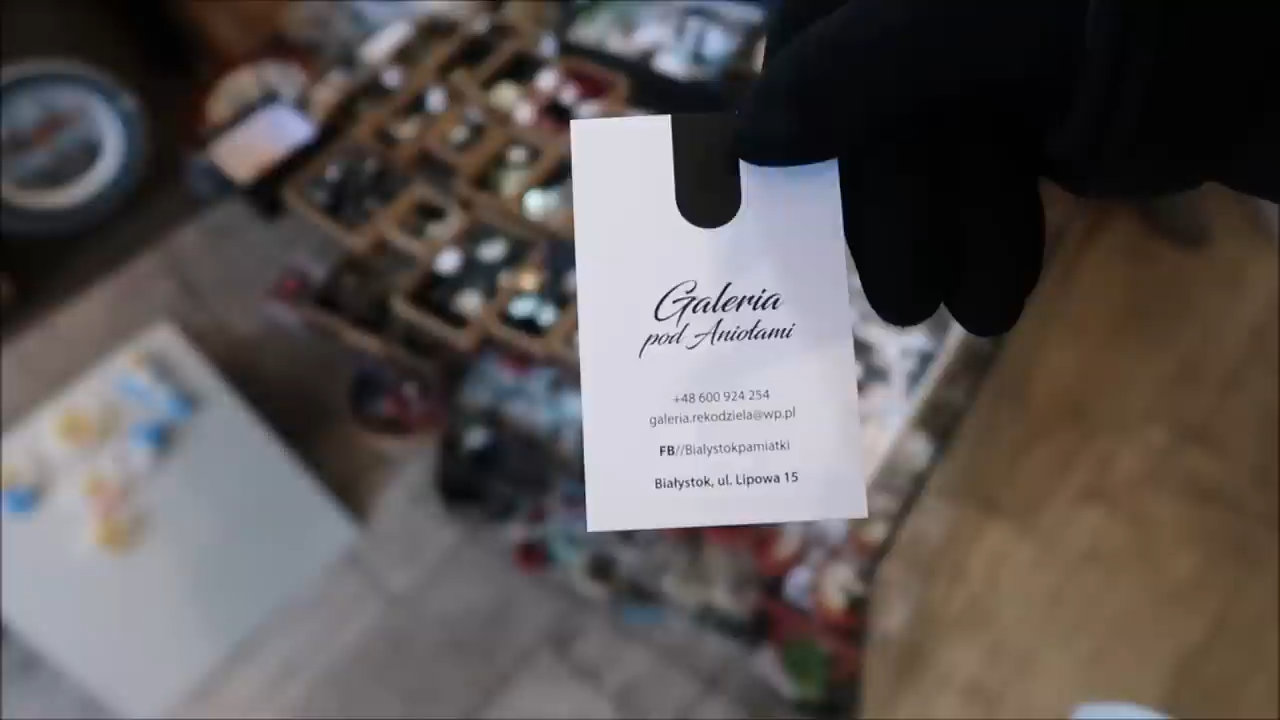 Galeria
pod Aniołami
+48 600 924 254
galeria.rekodziela@wp.pl
FB//Bialystokpamiatki
Białystok, ul. Lipowa 15